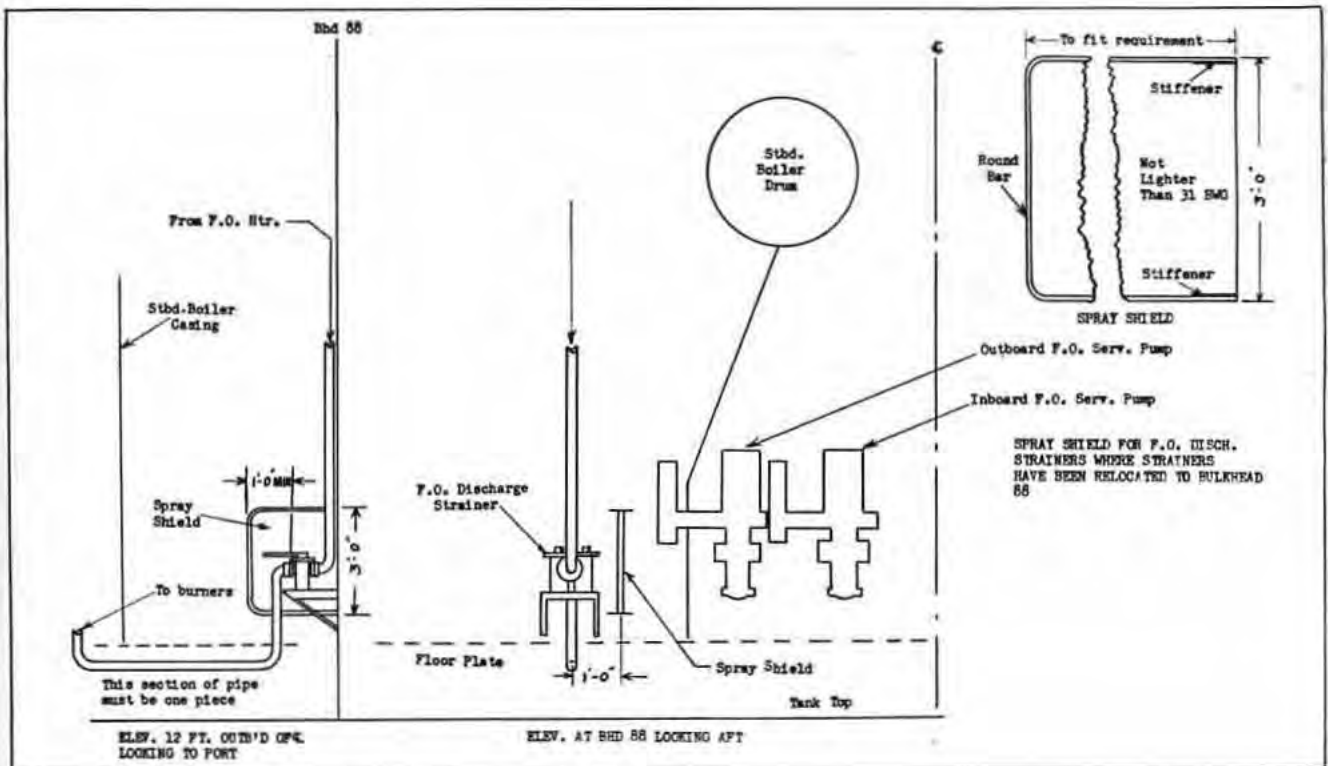 Bhd 88
From F.O. Htr.
Stbd. Boiler
Casing
1'-0" MIN
Spray
Shield
3'-0"
To burners
This section of pipe
must be one piece
ELEV. 12 FT. OUTB'D OF ℄
LOOKING TO PORT
Stbd.
Boiler
Drum
F.O. Discharge
Strainer
Floor Plate
1'-0"
Spray Shield
Tank Top
ELEV. AT BHD 88 LOOKING AFT
℄
To fit requirement
Stiffener
Round
Bar
Not
Lighter
Than 31 SWG
3'-0"
Stiffener
SPRAY SHIELD
Outboard F.O. Serv. Pump
Inboard F.O. Serv. Pump
SPRAY SHIELD FOR F.O. DISCH.
STRAINERS WHERE STRAINERS
HAVE BEEN RELOCATED TO BULKHEAD
88